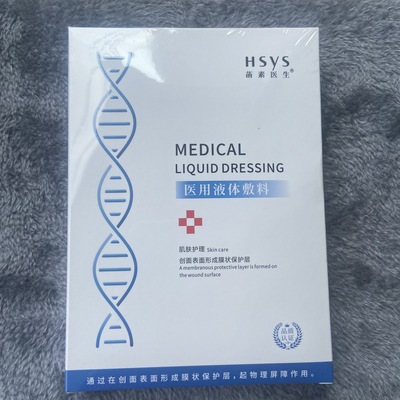 HSYS
菡素医生®
MEDICAL
LIQUID DRESSING
医用液体敷料
肌肤护理 Skin care
创面表面形成膜状保护层
A membranous protective layer is formed on
the wound surface
品质
认证
通过在创面表面形成膜状保护层,起物理屏障作用。